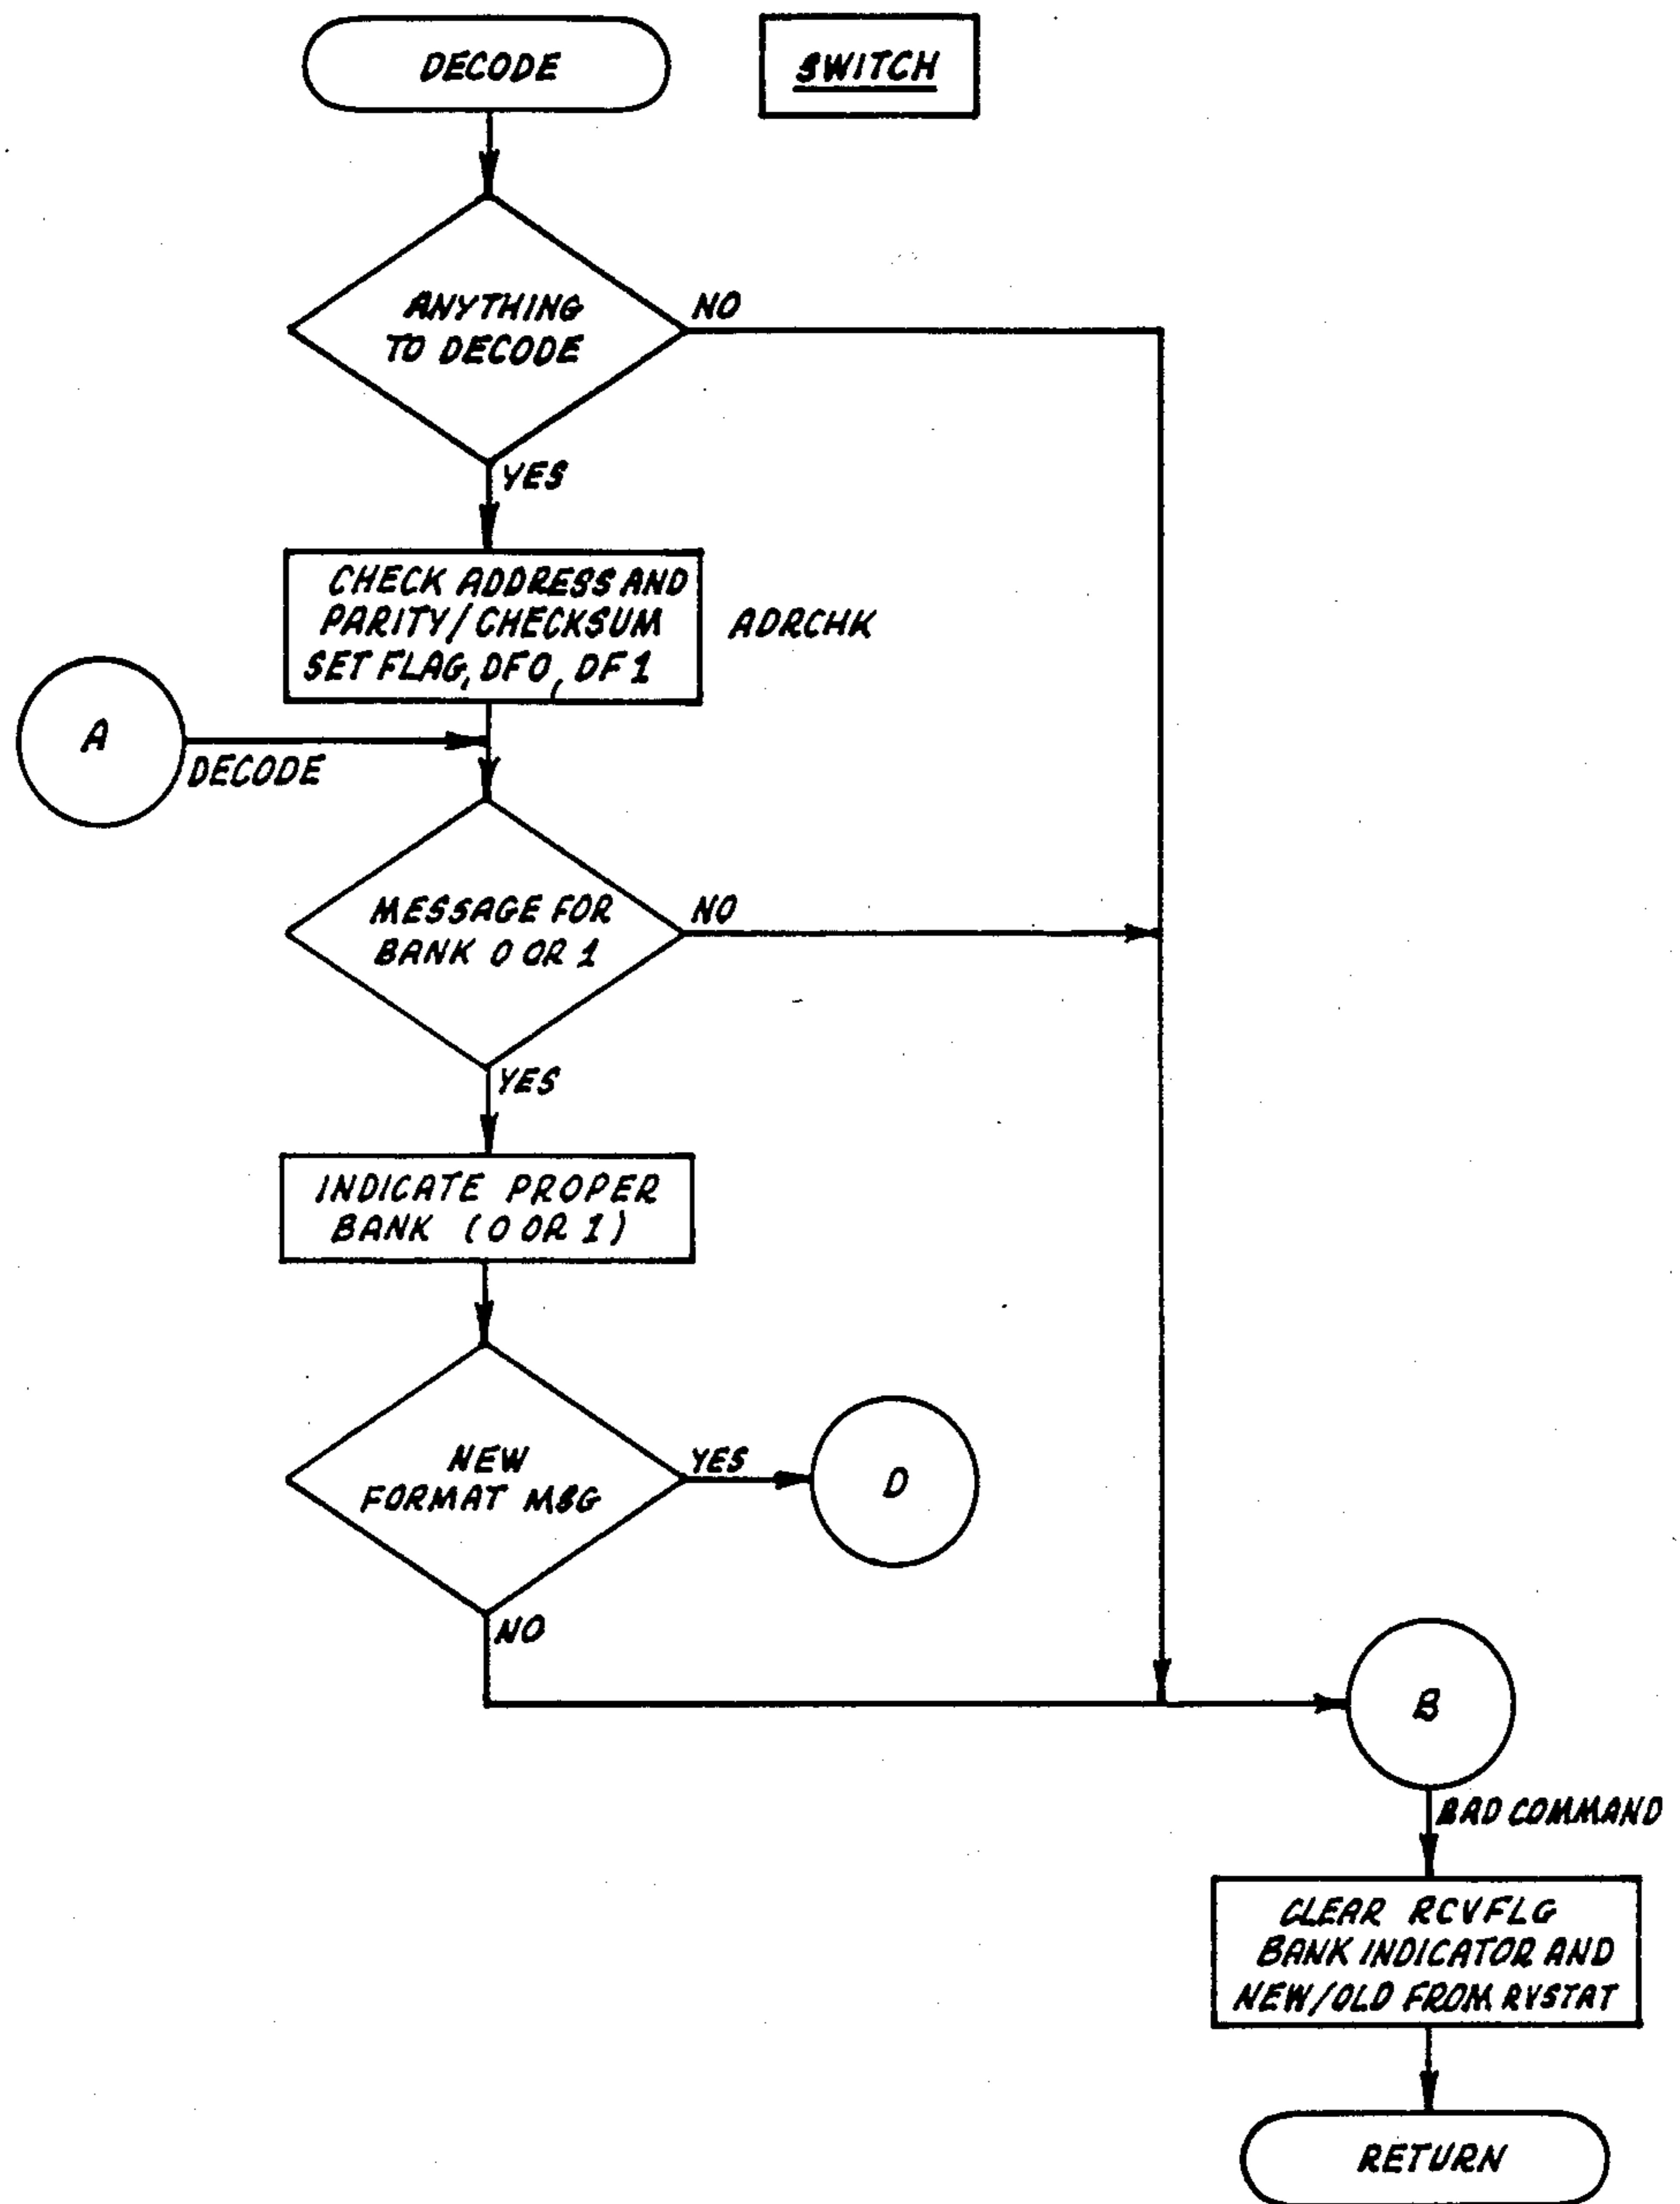 DECODE
SWITCH
ANYTHING
TO DECODE
NO
YES
CHECK ADDRESS AND
PARITY/CHECKSUM
SET FLAG, DF0, DF1
ADRCHK
A
DECODE
MESSAGE FOR
BANK 0 OR 1
NO
YES
INDICATE PROPER
BANK (0 OR 1)
NEW
FORMAT MSG
YES
D
NO
B
BAD COMMAND
CLEAR RCVFLG
BANK INDICATOR AND
NEW/OLD FROM RVSTAT
RETURN